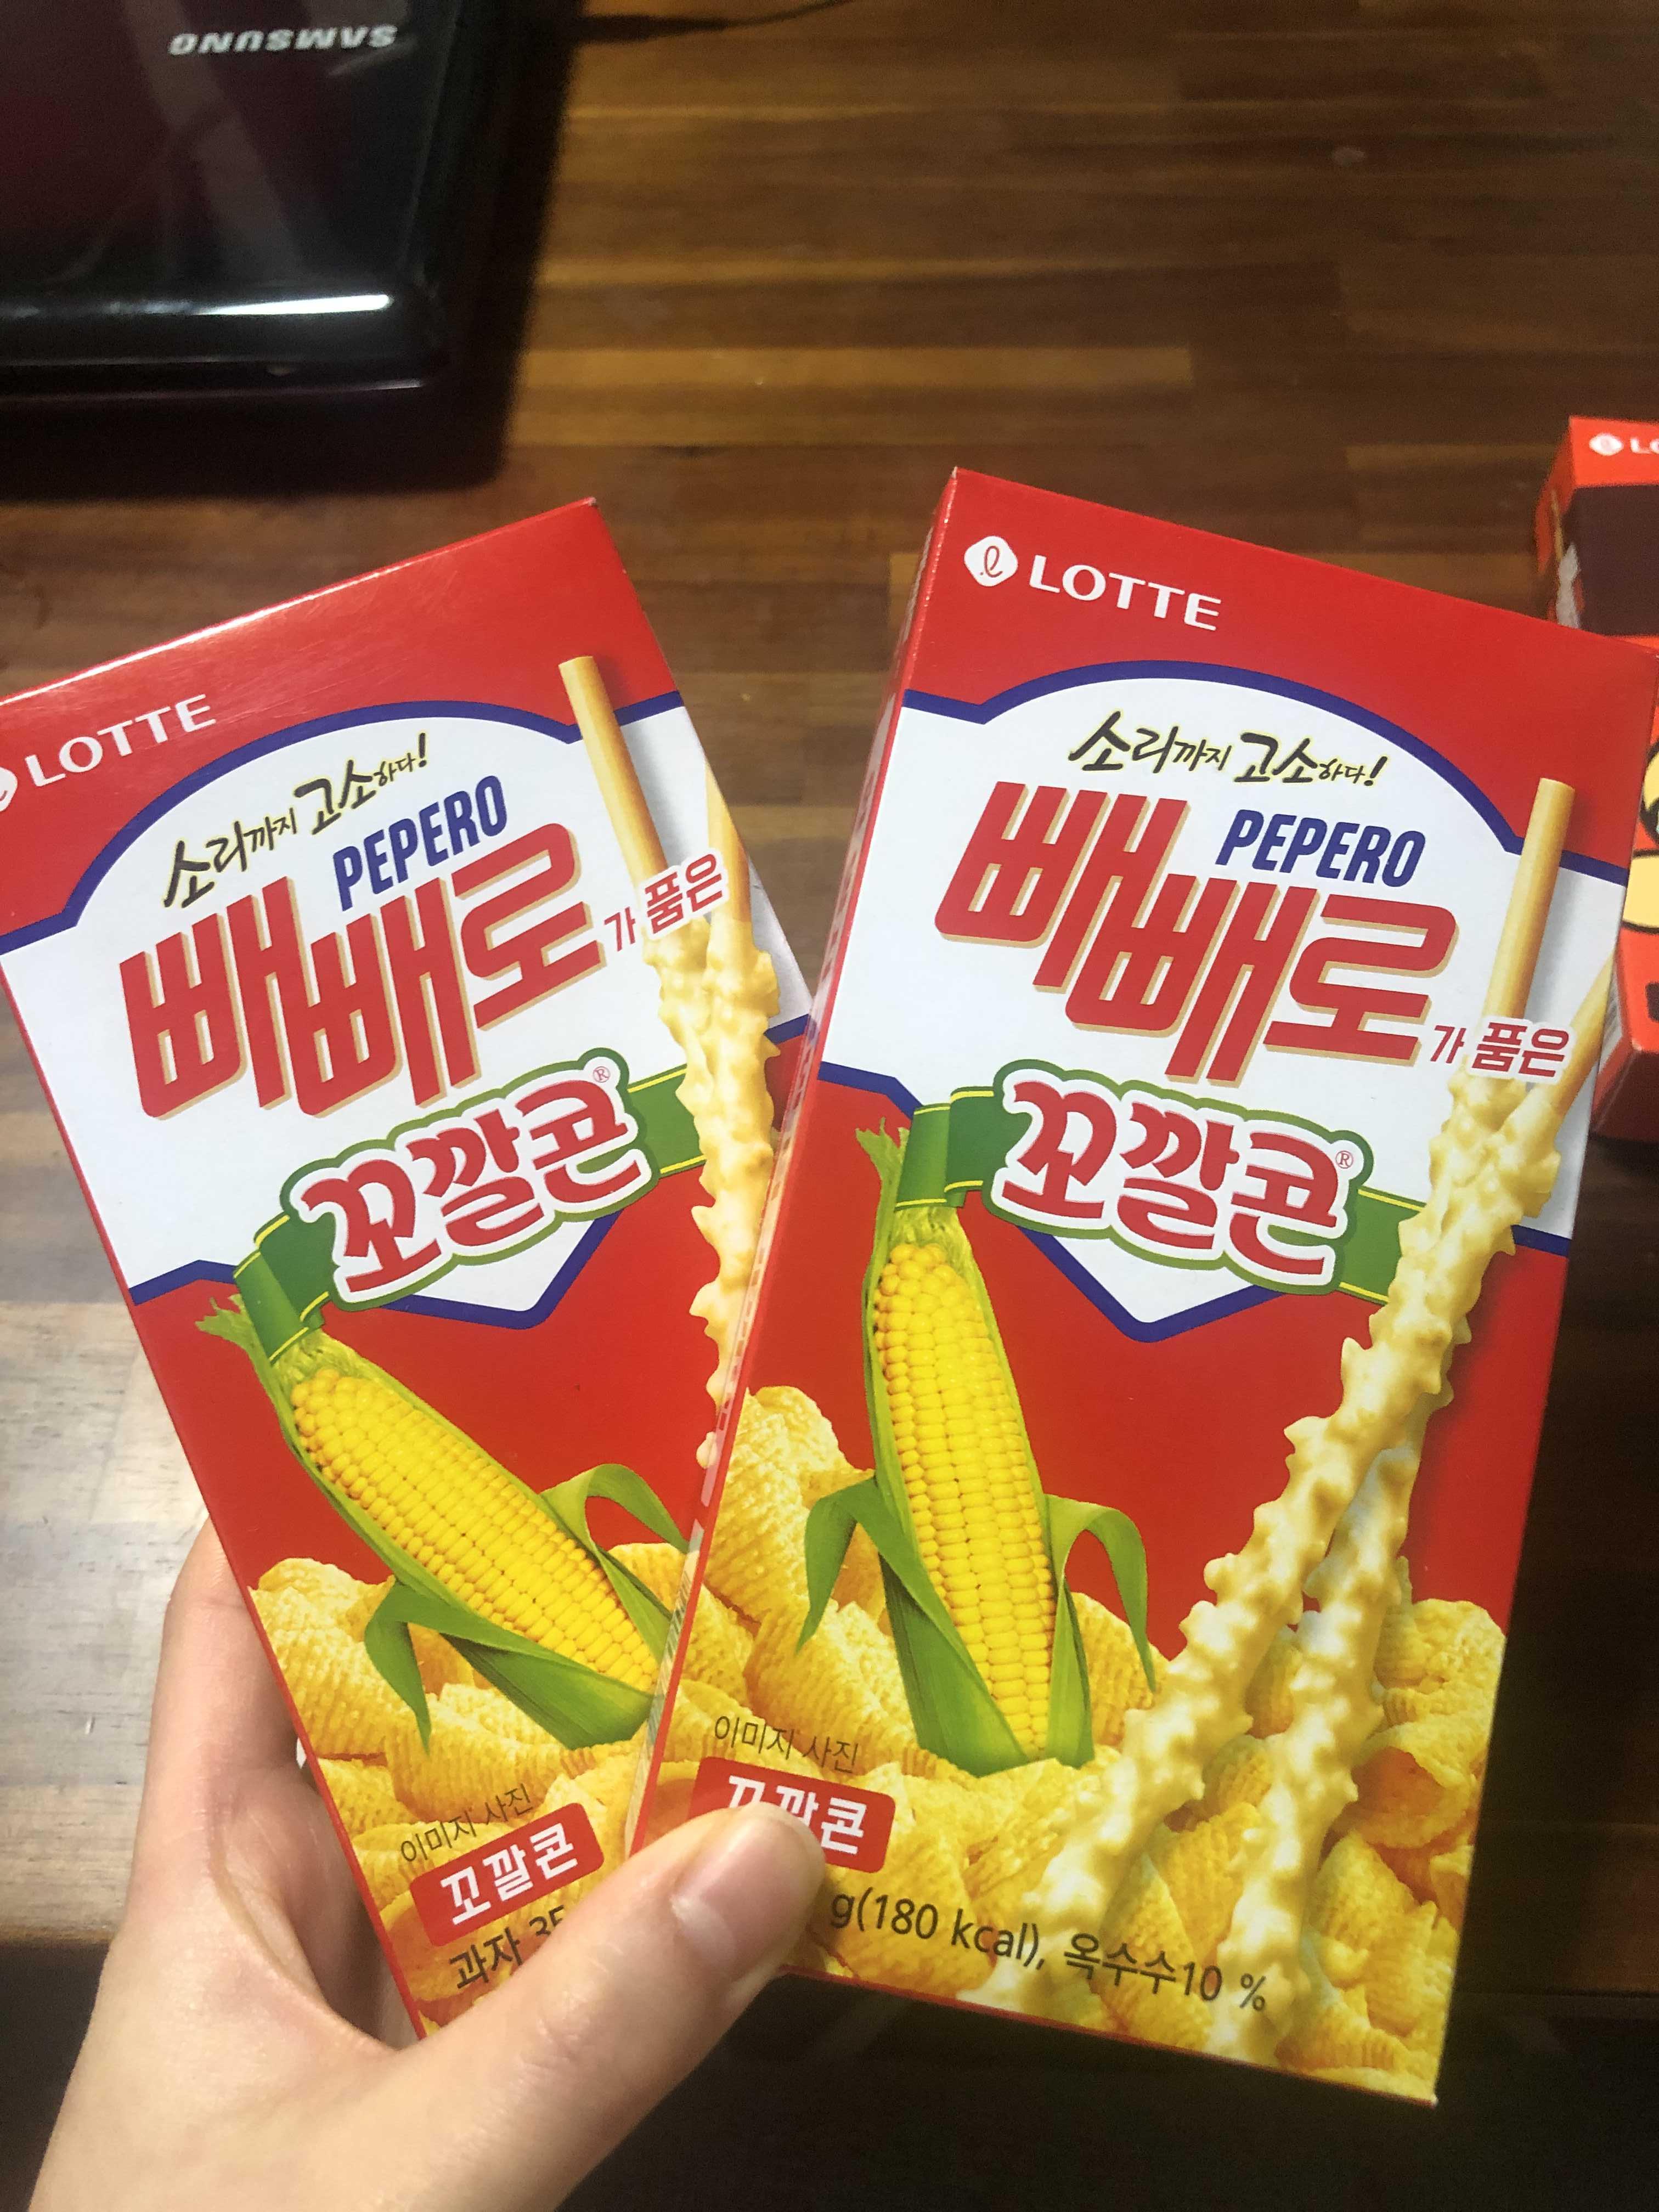 SAMSUNG
LOTTE
소리까지 고소하다!
PEPERO
빼빼로가 품은
꼬깔콘®
이미지 사진
꼬깔콘
과자 35
LOTTE
소리까지 고소하다!
PEPERO
빼빼로가 품은
꼬깔콘®
이미지 사진
꼬깔콘
g(180 kcal), 옥수수10 %
LO